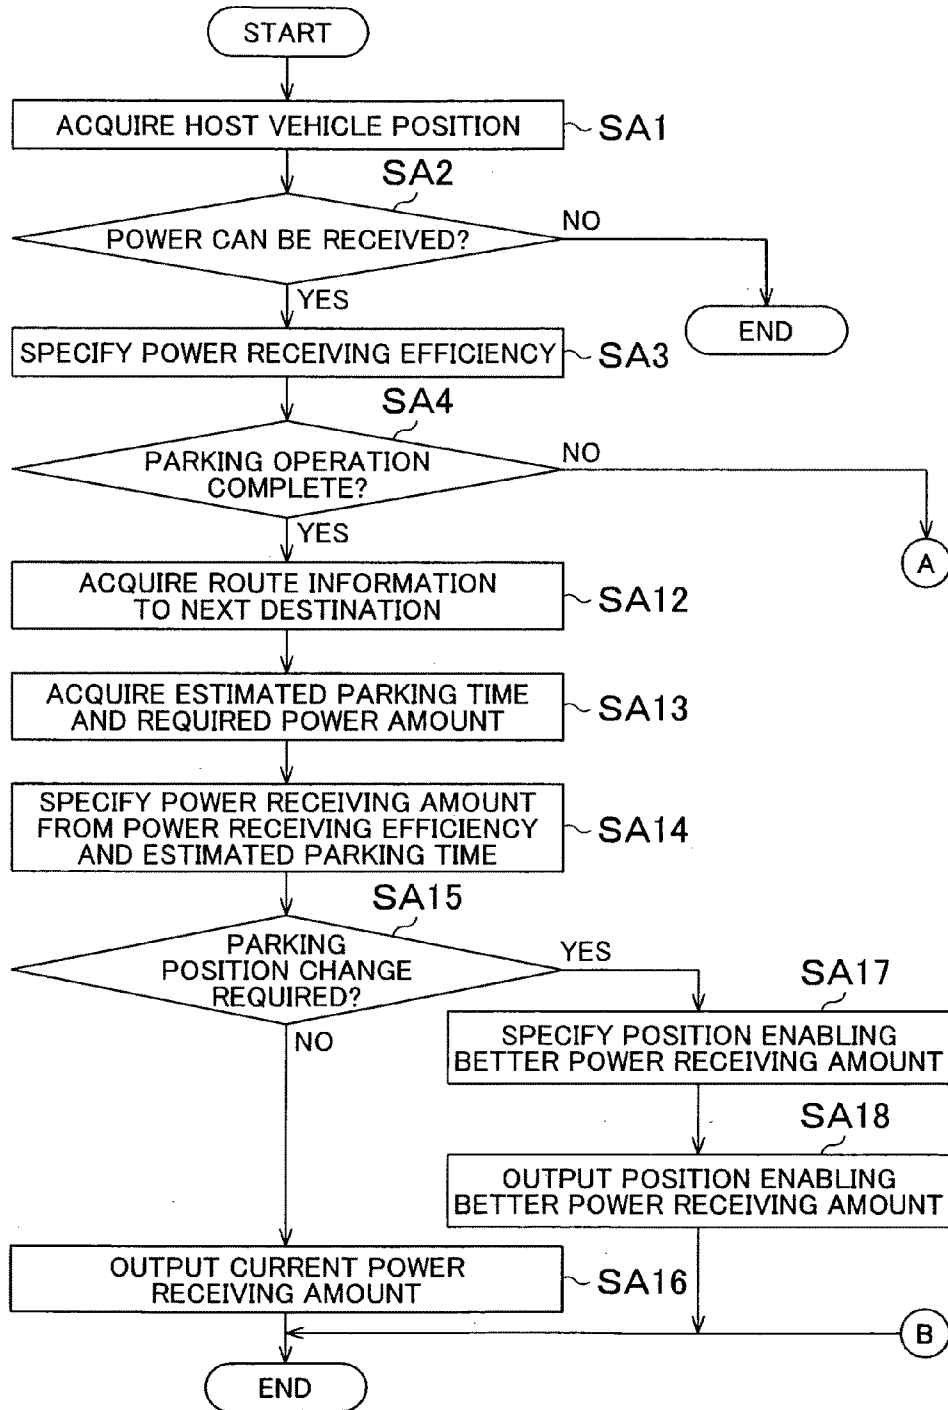 START
ACQUIRE HOST VEHICLE POSITION
SA1
SA2
POWER CAN BE RECEIVED?
NO
YES
END
SPECIFY POWER RECEIVING EFFICIENCY
SA3
SA4
PARKING OPERATION
COMPLETE?
NO
YES
A
ACQUIRE ROUTE INFORMATION
TO NEXT DESTINATION
SA12
ACQUIRE ESTIMATED PARKING TIME
AND REQUIRED POWER AMOUNT
SA13
SPECIFY POWER RECEIVING AMOUNT
FROM POWER RECEIVING EFFICIENCY
AND ESTIMATED PARKING TIME
SA14
SA15
PARKING
POSITION CHANGE
REQUIRED?
YES
NO
SA17
SPECIFY POSITION ENABLING
BETTER POWER RECEIVING AMOUNT
SA18
OUTPUT POSITION ENABLING
BETTER POWER RECEIVING AMOUNT
OUTPUT CURRENT POWER
RECEIVING AMOUNT
SA16
B
END